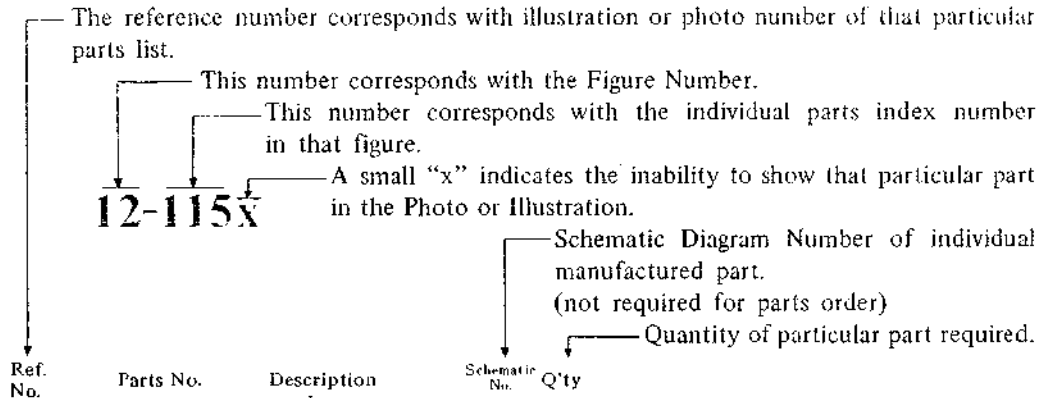 The reference number corresponds with illustration or photo number of that particular
parts list.
This number corresponds with the Figure Number.
This number corresponds with the individual parts index number
in that figure.
A small “x” indicates the inability to show that particular part
in the Photo or Illustration.
12-115x
Schematic Diagram Number of individual
manufactured part.
(not required for parts order)
Quantity of particular part required.
Ref. No.
Parts No.
Description
Schematic No.
Q'ty